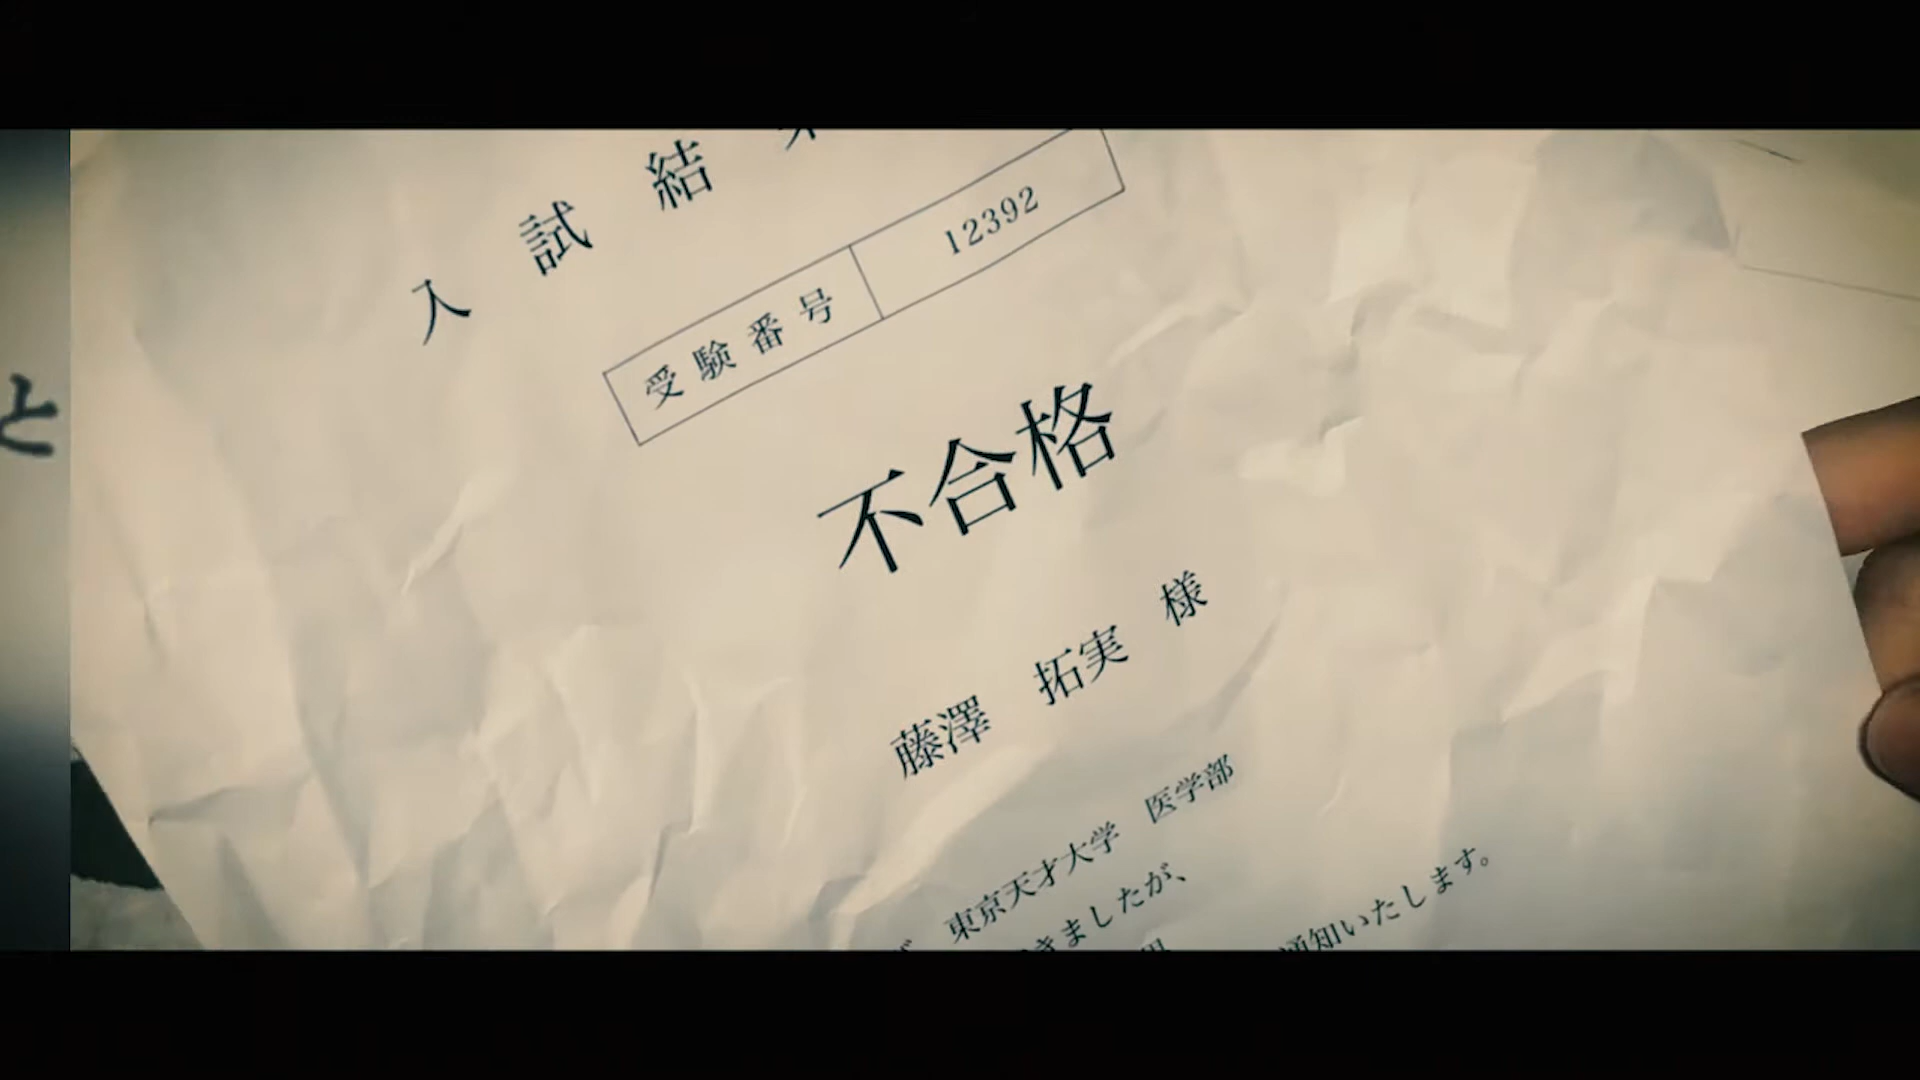 と
入試結
受験番号 12392
不合格
藤澤 拓実 様
東京天才大学 医学部
きましたが、
通知いたします。